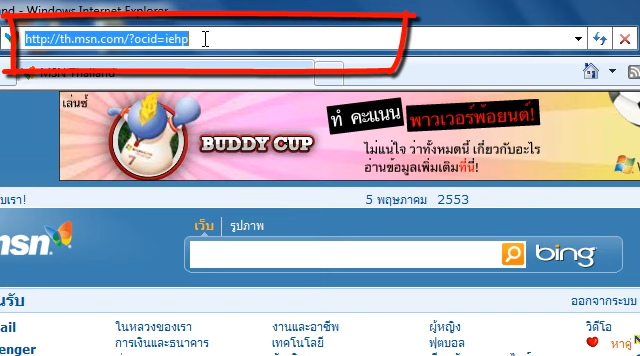 nd - Windows Internet Explorer
http://th.msn.com/?ocid=iehp
MSN Thailand
เล่นซ้ำ
BUDDY CUP
ทำ คะแนน พาวเวอร์พ้อยนต์!
ไม่แน่ใจ ว่าทั้งหมดนี้ เกี่ยวกับอะไร
อ่านข้อมูลเพิ่มเติมที่นี่!
บเรา!
5 พฤษภาคม 2553
เว็บ รูปภาพ
msn
bing
นรับ
ออกจากระบบ
ail ในหลวงของเรา งานและอาชีพ ผู้หญิง วิดีโอ
การเงินและธนาคาร เทคโนโลยี ฟุตบอล หาคู่
enger